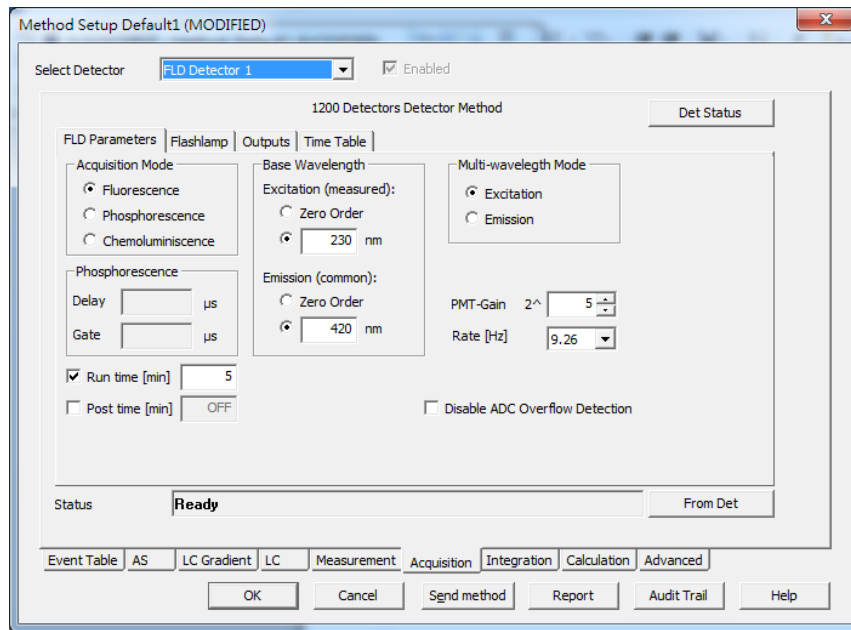 Method Setup Default1 (MODIFIED)
Select Detector FLD Detector 1 Enabled
1200 Detectors Detector Method Det Status
FLD Parameters Flashlamp Outputs Time Table
Acquisition Mode
Fluorescence
Phosphorescence
Chemoluminiscence
Base Wavelength
Excitation (measured):
Zero Order
230 nm
Emission (common):
Zero Order
420 nm
Multi-wavelegth Mode
Excitation
Emission
Phosphorescence
Delay µs
Gate µs
PMT-Gain 2^ 5
Rate [Hz] 9.26
Run time [min] 5
Post time [min] OFF
Disable ADC Overflow Detection
Status Ready From Det
Event Table AS LC Gradient LC Measurement Acquisition Integration Calculation Advanced
OK Cancel Send method Report Audit Trail Help